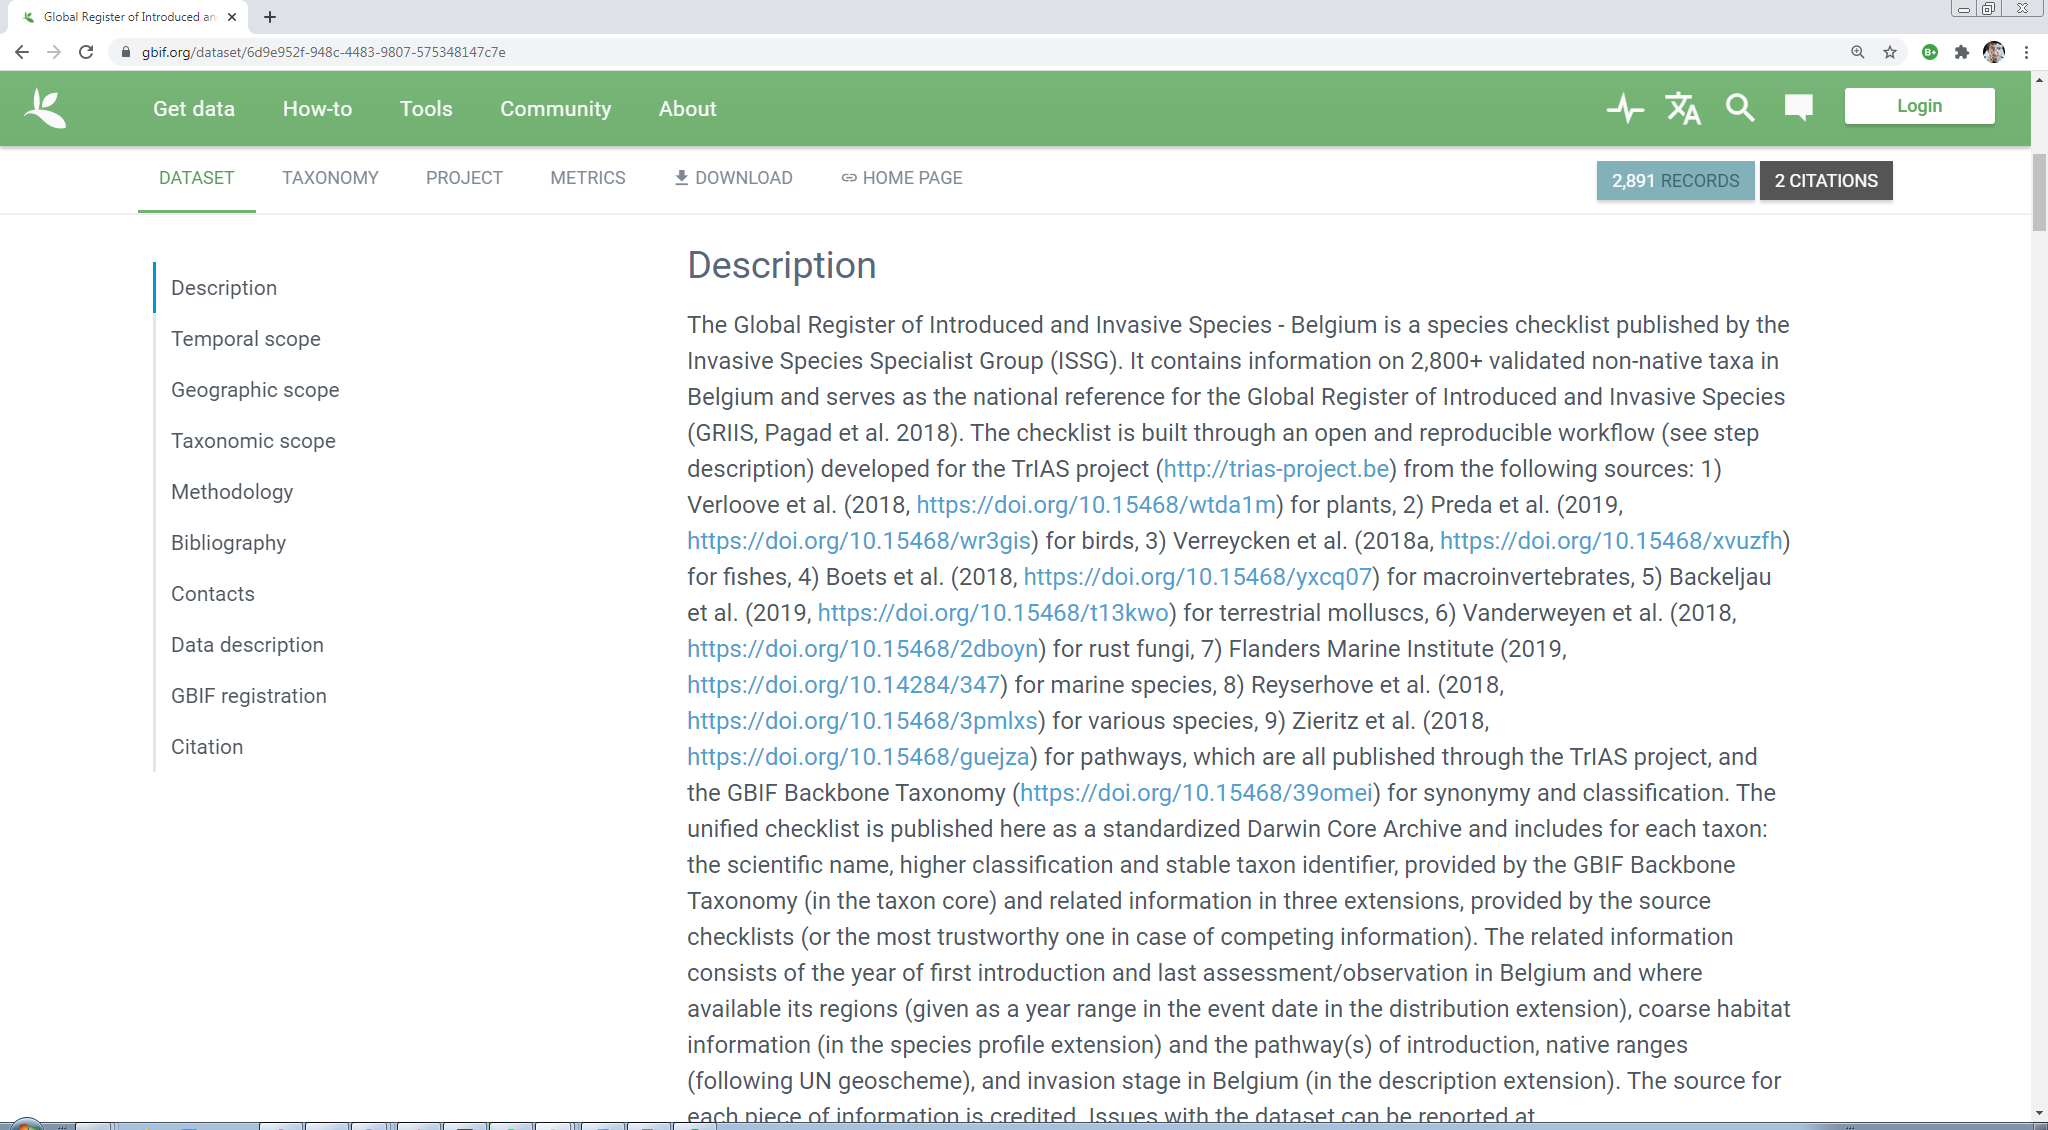 Global Register of Introduced an
gbif.org/dataset/6d9e952f-948c-4483-9807-575348147c7e
B+
Get data How-to Tools Community About Login
DATASET TAXONOMY PROJECT METRICS DOWNLOAD HOME PAGE 2,891 RECORDS 2 CITATIONS
Description
Temporal scope
Geographic scope
Taxonomic scope
Methodology
Bibliography
Contacts
Data description
GBIF registration
Citation
Description
The Global Register of Introduced and Invasive Species - Belgium is a species checklist published by the
Invasive Species Specialist Group (ISSG). It contains information on 2,800+ validated non-native taxa in
Belgium and serves as the national reference for the Global Register of Introduced and Invasive Species
(GRIIS, Pagad et al. 2018). The checklist is built through an open and reproducible workflow (see step
description) developed for the TrIAS project (http://trias-project.be) from the following sources: 1)
Verloove et al. (2018, https://doi.org/10.15468/wtda1m) for plants, 2) Preda et al. (2019,
https://doi.org/10.15468/wr3gis) for birds, 3) Verreycken et al. (2018a, https://doi.org/10.15468/xvuzfh)
for fishes, 4) Boets et al. (2018, https://doi.org/10.15468/yxcq07) for macroinvertebrates, 5) Backeljau
et al. (2019, https://doi.org/10.15468/t13kwo) for terrestrial molluscs, 6) Vanderweyen et al. (2018,
https://doi.org/10.15468/2dboyn) for rust fungi, 7) Flanders Marine Institute (2019,
https://doi.org/10.14284/347) for marine species, 8) Reyserhove et al. (2018,
https://doi.org/10.15468/3pmlxs) for various species, 9) Zieritz et al. (2018,
https://doi.org/10.15468/guejza) for pathways, which are all published through the TrIAS project, and
the GBIF Backbone Taxonomy (https://doi.org/10.15468/39omei) for synonymy and classification. The
unified checklist is published here as a standardized Darwin Core Archive and includes for each taxon:
the scientific name, higher classification and stable taxon identifier, provided by the GBIF Backbone
Taxonomy (in the taxon core) and related information in three extensions, provided by the source
checklists (or the most trustworthy one in case of competing information). The related information
consists of the year of first introduction and last assessment/observation in Belgium and where
available its regions (given as a year range in the event date in the distribution extension), coarse habitat
information (in the species profile extension) and the pathway(s) of introduction, native ranges
(following UN geoscheme), and invasion stage in Belgium (in the description extension). The source for
each piece of information is credited. Issues with the dataset can be reported at